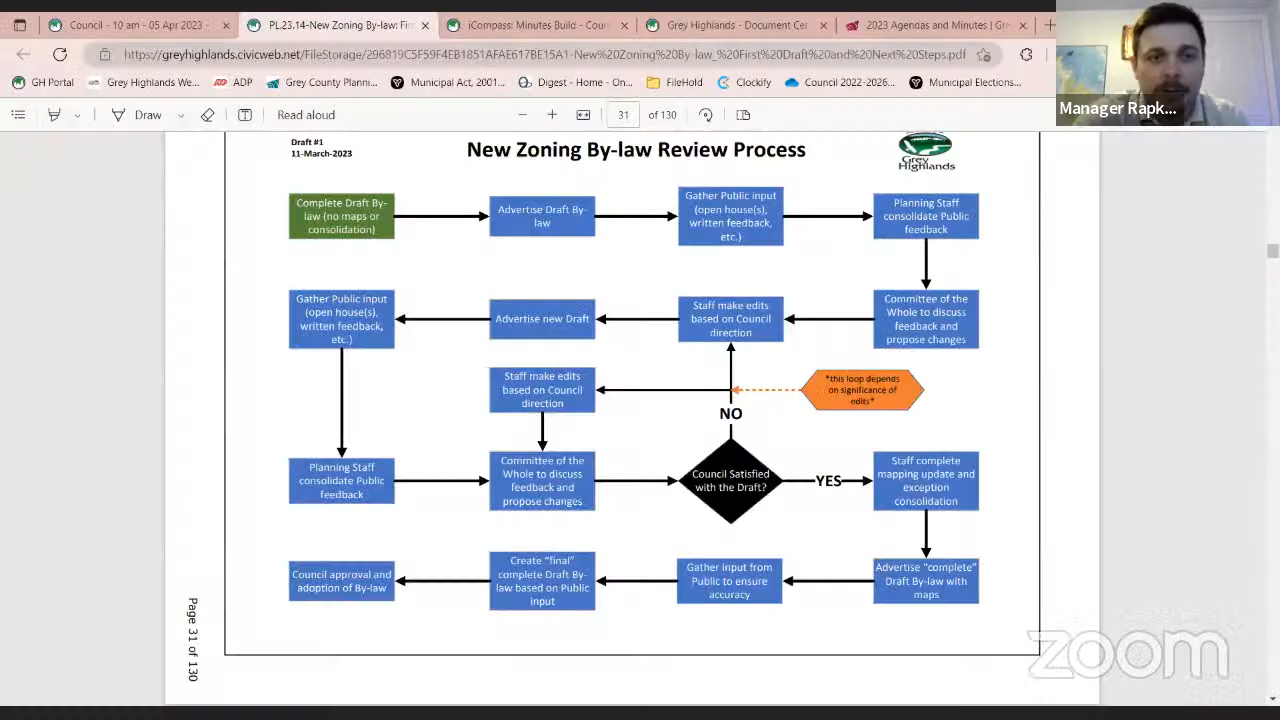 Council - 10 am - 05 Apr 2023
PL.23.14-New Zoning By-law: Fi
iCompass: Minutes Build - Coun
Grey Highlands - Document Cen
2023 Agendas and Minutes | Gr
https://greyhighlands.civicweb.net/FileStorage/296819C5F59F4EB1851AFAE617BE15A1-New%20Zoning%20By-law_%20First%20Draft%20and%20Next%20Steps.pdf
GH Portal
Grey Highlands We...
ADP
Grey County Plann...
Municipal Act, 2001...
Digest - Home - On...
FileHold
Clockify
Council 2022-2026...
Municipal Elections...
Draw
Read aloud
31
of 130
Manager Rapk...
Draft #1
11-March-2023
New Zoning By-law Review Process
Grey
Highlands
Complete Draft By-
law (no maps or
consolidation)
Advertise Draft By-
law
Gather Public input
(open house(s),
written feedback,
etc.)
Planning Staff
consolidate Public
feedback
Gather Public input
(open house(s),
written feedback,
etc.)
Advertise new Draft
Staff make edits
based on Council
direction
Committee of the
Whole to discuss
feedback and
propose changes
Staff make edits
based on Council
direction
*this loop depends
on significance of
edits*
NO
Planning Staff
consolidate Public
feedback
Committee of the
Whole to discuss
feedback and
propose changes
Council Satisfied
with the Draft?
YES
Staff complete
mapping update and
exception
consolidation
Council approval and
adoption of By-law
Create "final"
complete Draft By-
law based on Public
input
Gather input from
Public to ensure
accuracy
Advertise "complete"
Draft By-law with
maps
Page 31 of 130
zoom